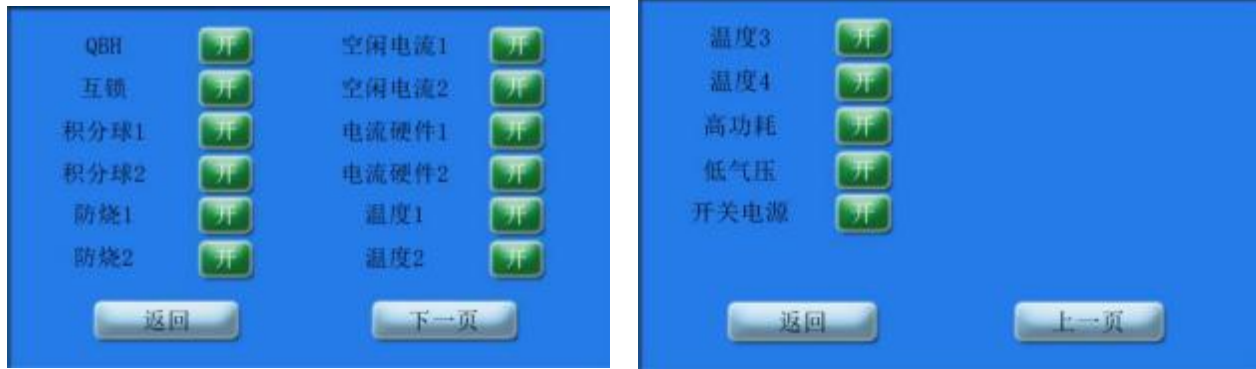 QBH 开 空闲电流1 开
互锁 开 空闲电流2 开
积分球1 开 电流硬件1 开
积分球2 开 电流硬件2 开
防烧1 开 温度1 开
防烧2 开 温度2 开
返回 下一页
温度3 开
温度4 开
高功耗 开
低气压 开
开关电源 开
返回 上一页